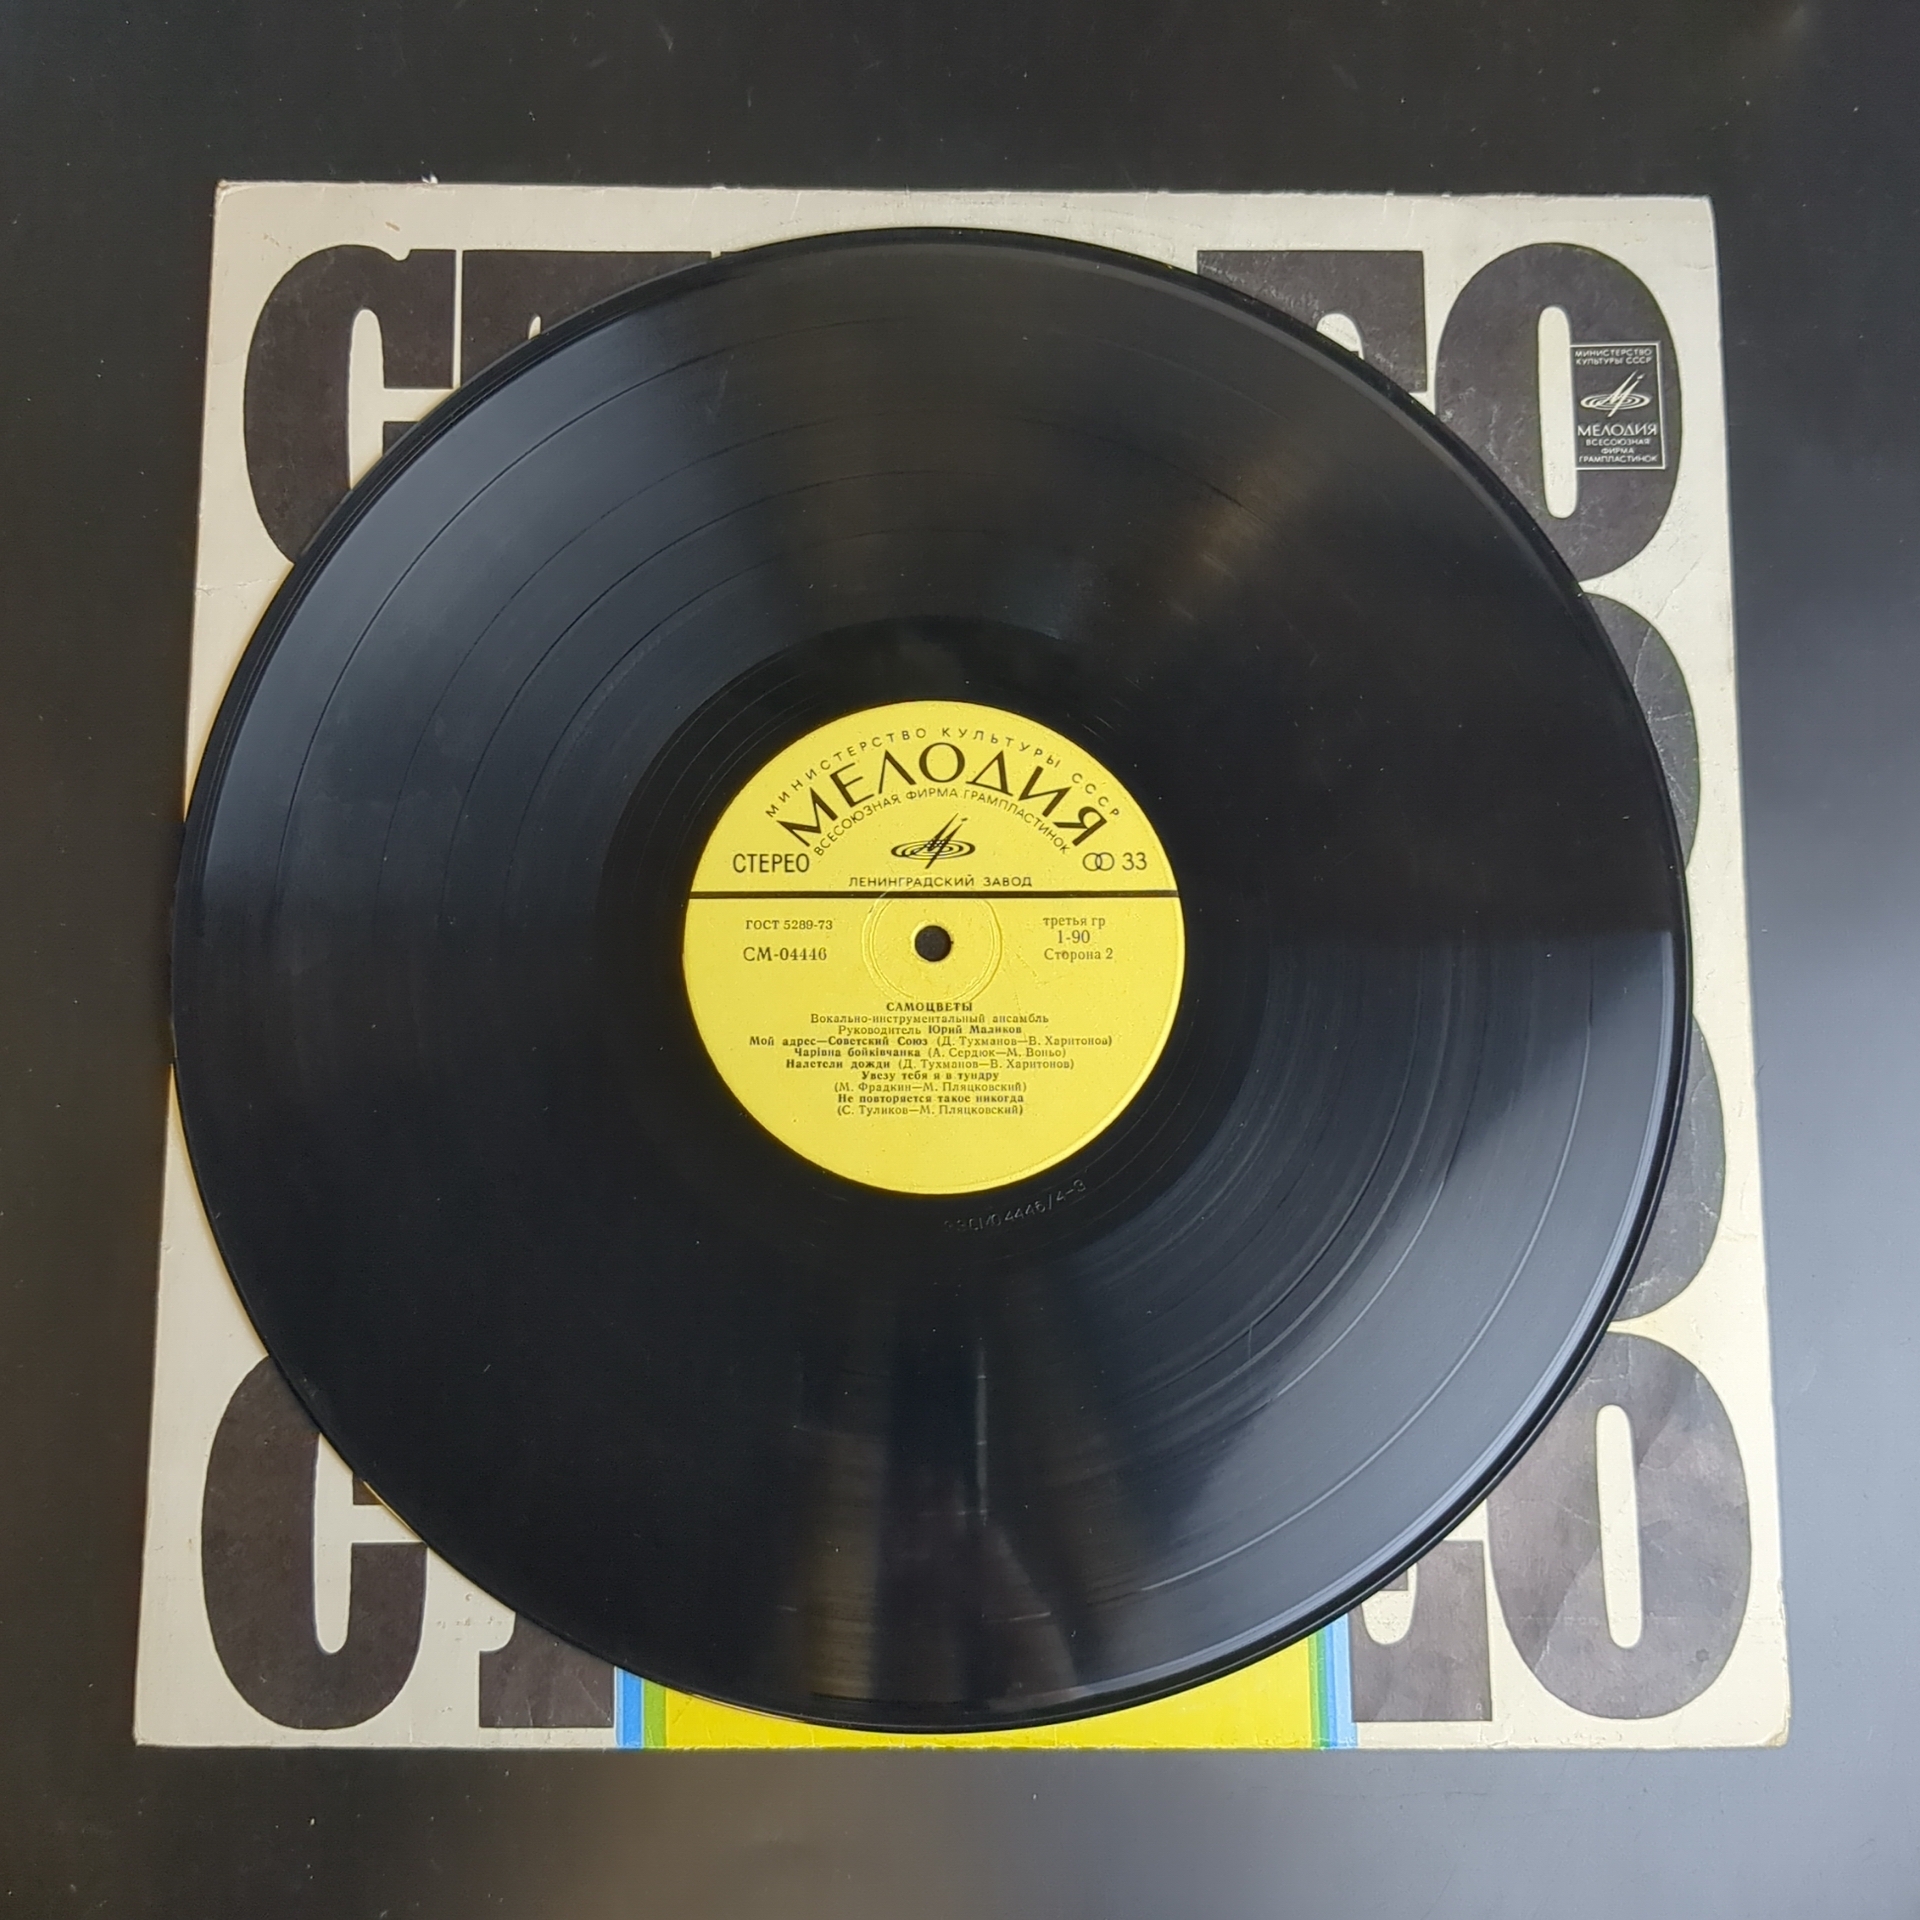 МИНИСТЕРСТВО
КУЛЬТУРЫ СССР
МЕЛОДИЯ
ВСЕСОЮЗНАЯ
ФИРМА
ГРАМПЛАСТИНОК
МИНИСТЕРСТВО КУЛЬТУРЫ СССР
МЕЛОДИЯ
ВСЕСОЮЗНАЯ ФИРМА ГРАМПЛАСТИНОК
СТЕРЕО
33
ЛЕНИНГРАДСКИЙ ЗАВОД
ГОСТ 5289-73
третья гр
1-90
СМ-04446
Сторона 2
САМОЦВЕТЫ
Вокально-инструментальный ансамбль
Руководитель Юрий Маликов
Мой адрес—Советский Союз (Д. Тухманов—В. Харитонов)
Чарівна бойківчанка (А. Сердюк—М. Воньо)
Налетели дожди (Д. Тухманов—В. Харитонов)
Увезу тебя я в тундру
(М. Фрадкин—М. Пляцковский)
Не повторяется такое никогда
(С. Туликов—М. Пляцковский)